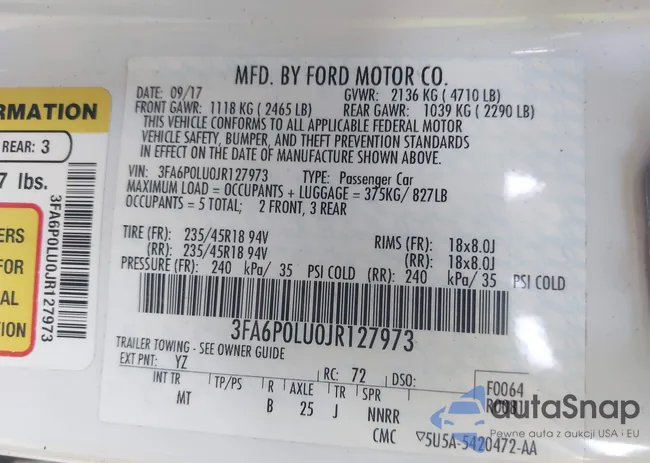 MFD. BY FORD MOTOR CO.
DATE: 09/17 GVWR: 2136 KG ( 4710 LB)
FRONT GAWR: 1118 KG ( 2465 LB) REAR GAWR: 1039 KG ( 2290 LB)
THIS VEHICLE CONFORMS TO ALL APPLICABLE FEDERAL MOTOR
VEHICLE SAFETY, BUMPER, AND THEFT PREVENTION STANDARDS
IN EFFECT ON THE DATE OF MANUFACTURE SHOWN ABOVE.
VIN: 3FA6P0LU0JR127973 TYPE: Passenger Car
MAXIMUM LOAD = OCCUPANTS + LUGGAGE = 375KG/ 827LB
OCCUPANTS = 5 TOTAL; 2 FRONT, 3 REAR
TIRE (FR): 235/45R18 94V RIMS (FR): 18x8.0J
(RR): 235/45R18 94V (RR): 18x8.0J
PRESSURE (FR): 240 kPa/ 35 PSI COLD (RR): 240 kPa/ 35 PSI COLD
3FA6P0LU0JR127973
TRAILER TOWING - SEE OWNER GUIDE
EXT PNT: YZ RC: 72 DSO: F0064
R0081
INT TR TP/PS R AXLE TR SPR
MT B 25 J NNRR
CMC ▽5U5A-5420472-AA
RMATION
REAR: 3
7 lbs.
ERS
FOR
AL
TION
3FA6P0LU0JR127973
autoSnap
Pewne auta z aukcji USA i EU